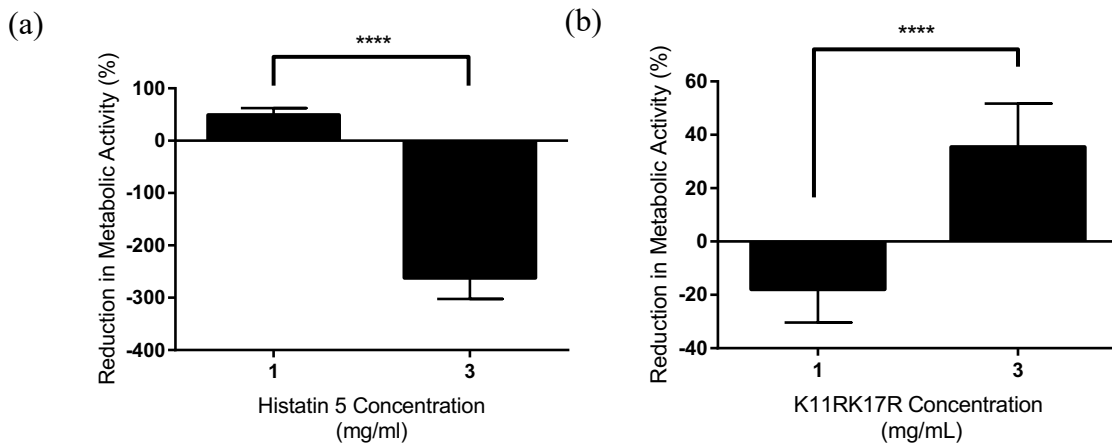 (a)
****
Reduction in Metabolic Activity (%)
100
0
-100
-200
-300
-400
1
3
Histatin 5 Concentration
(mg/ml)
(b)
****
Reduction in Metabolic Activity (%)
60
40
20
0
-20
-40
1
3
K11RK17R Concentration
(mg/mL)